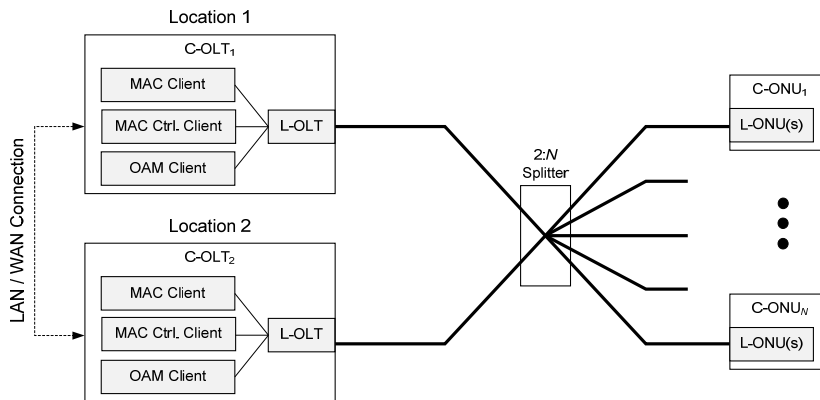 Location 1
C-OLT₁
MAC Client
MAC Ctrl. Client
OAM Client
L-OLT
LAN / WAN Connection
Location 2
C-OLT₂
MAC Client
MAC Ctrl. Client
OAM Client
L-OLT
2:N
Splitter
C-ONU₁
L-ONU(s)
C-ONU_N
L-ONU(s)